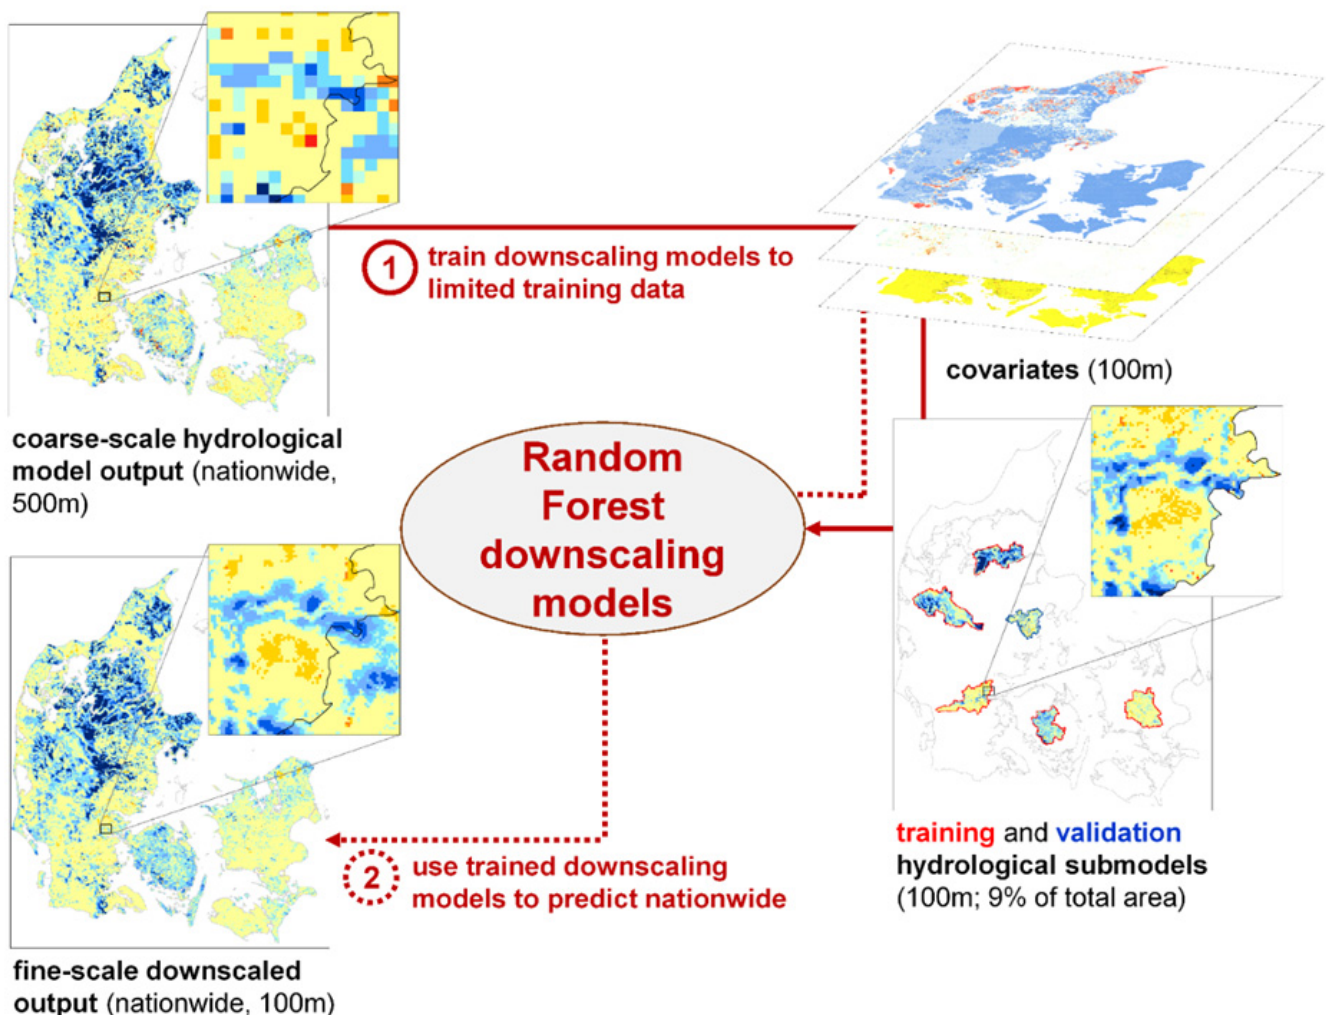 1
train downscaling models to
limited training data
covariates (100m)
coarse-scale hydrological
model output (nationwide,
500m)
Random
Forest
downscaling
models
training and validation
hydrological submodels
(100m; 9% of total area)
2
use trained downscaling
models to predict nationwide
fine-scale downscaled
output (nationwide, 100m)